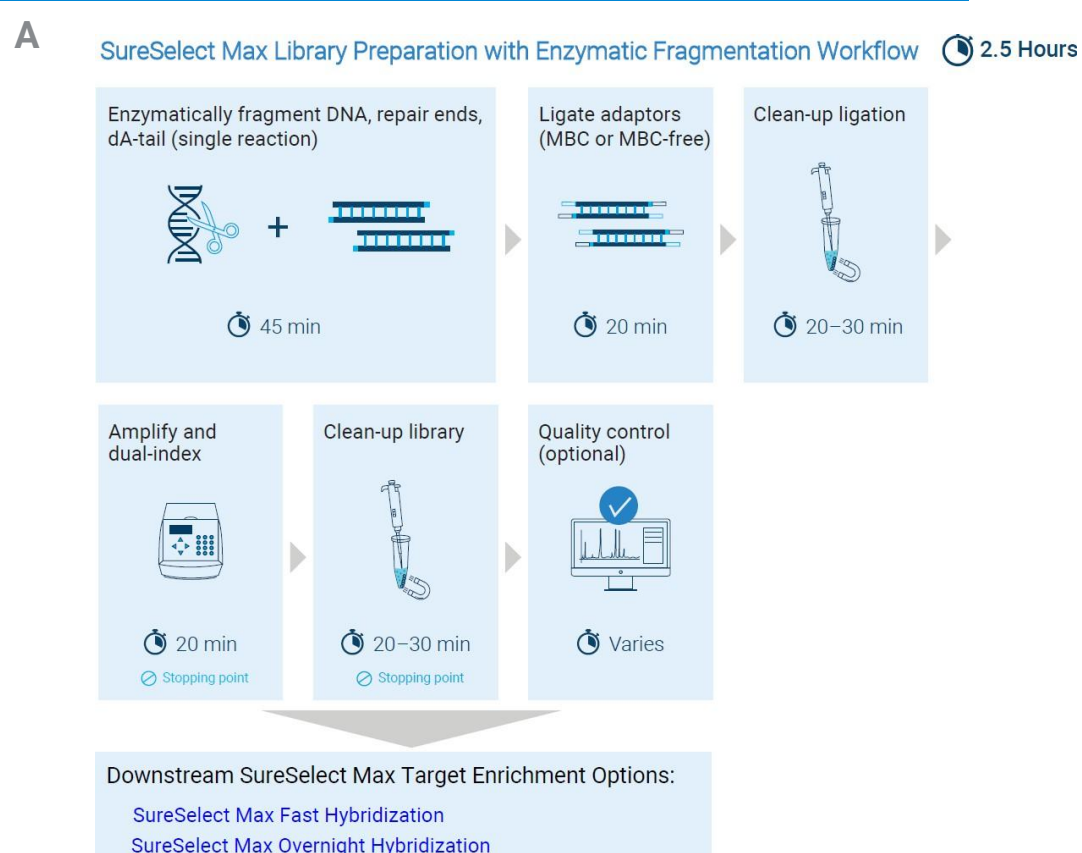 A
SureSelect Max Library Preparation with Enzymatic Fragmentation Workflow 2.5 Hours
Enzymatically fragment DNA, repair ends,
dA-tail (single reaction)
+
45 min
Ligate adaptors
(MBC or MBC-free)
20 min
Clean-up ligation
20–30 min
Amplify and
dual-index
20 min
Stopping point
Clean-up library
20–30 min
Stopping point
Quality control
(optional)
Varies
Downstream SureSelect Max Target Enrichment Options:
SureSelect Max Fast Hybridization
SureSelect Max Overnight Hybridization